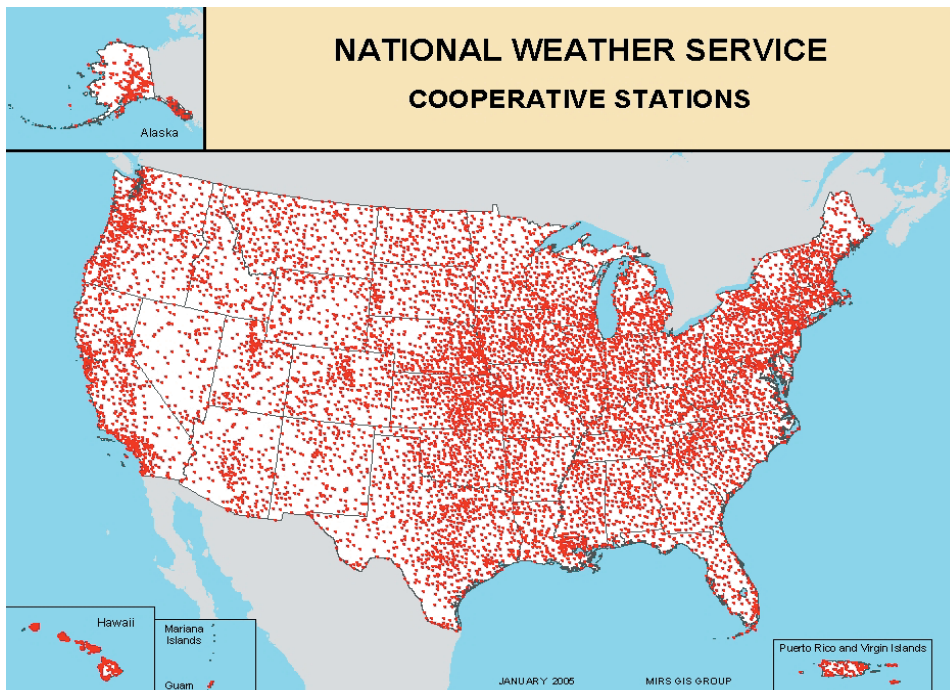 NATIONAL WEATHER SERVICE
COOPERATIVE STATIONS
Alaska
Hawaii
Mariana
Islands
Guam
Puerto Rico and Virgin Islands
JANUARY 2005
MIRS GIS GROUP